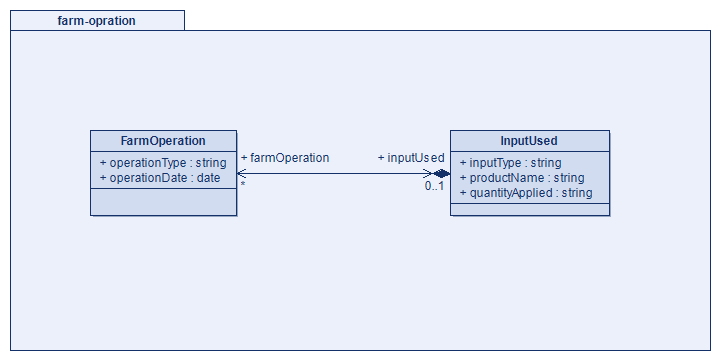 farm-opration
FarmOperation
+ operationType : string
+ operationDate : date
+ farmOperation
*
+ inputUsed
0..1
InputUsed
+ inputType : string
+ productName : string
+ quantityApplied : string